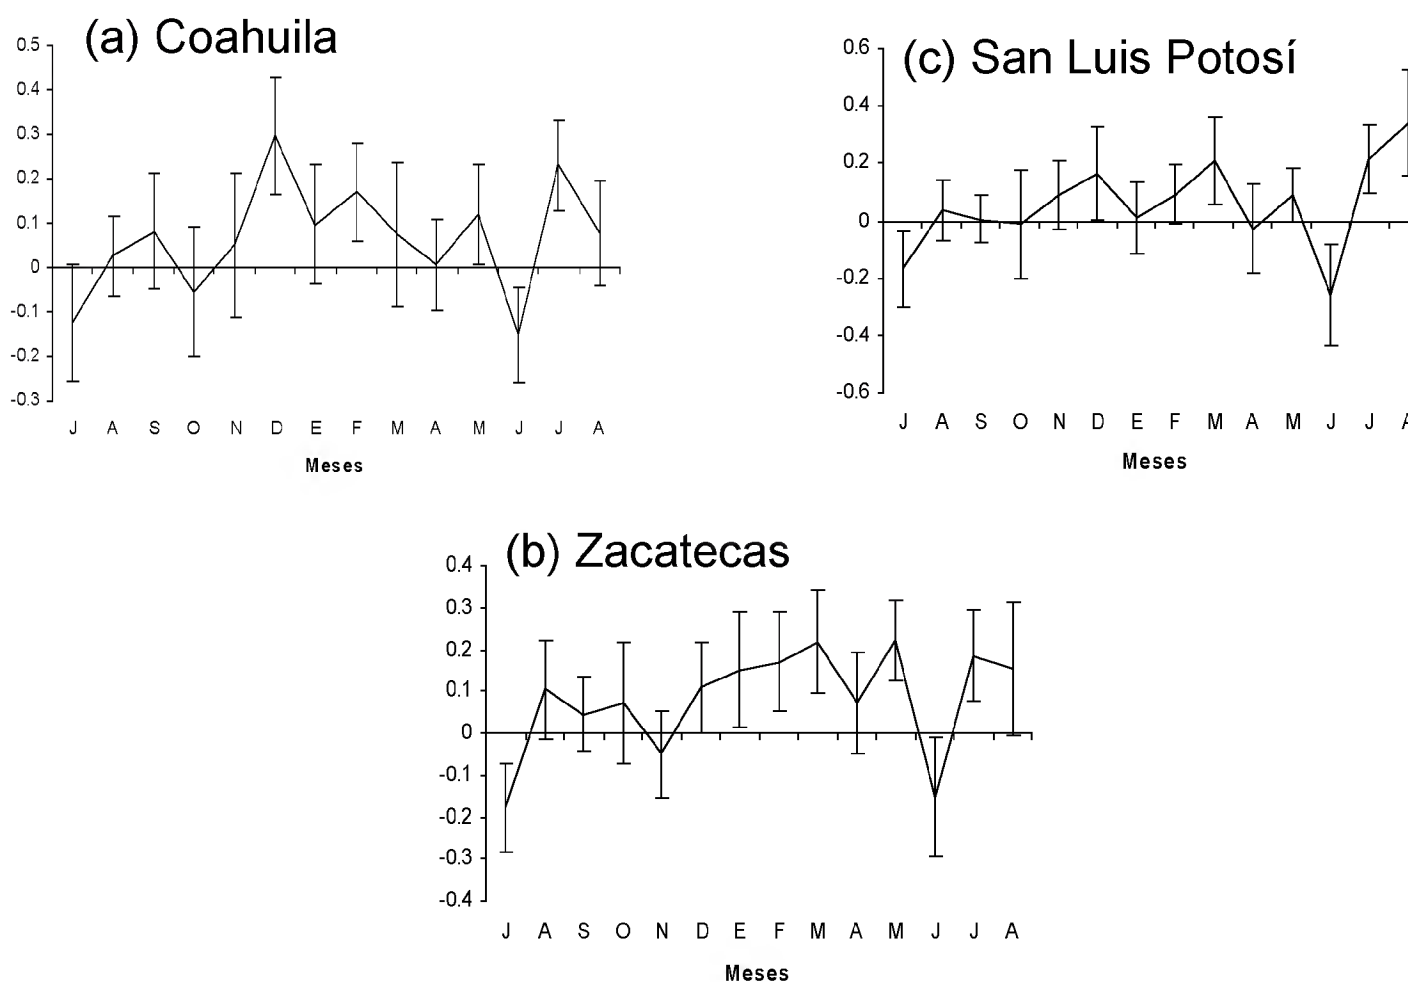 (a) Coahuila
0.5
0.4
0.3
0.2
0.1
0
-0.1
-0.2
-0.3
J A S O N D E F M A M J J A
Meses
(c) San Luis Potosí
0.6
0.4
0.2
0
-0.2
-0.4
-0.6
J A S O N D E F M A M J J A
Meses
(b) Zacatecas
0.4
0.3
0.2
0.1
0
-0.1
-0.2
-0.3
-0.4
J A S O N D E F M A M J J A
Meses